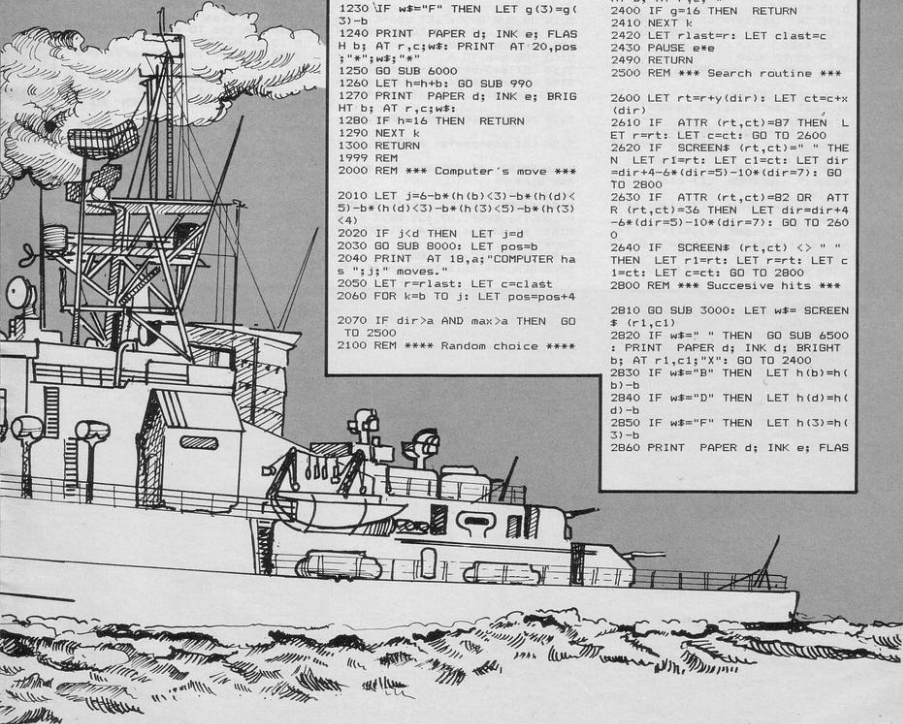 1230 IF w$="F" THEN  LET g(3)=g(
3)-b
1240 PRINT  PAPER d; INK e; FLAS
H b; AT r,c;w$: PRINT  AT 20,pos
;"*";w$;"*"
1250 GO SUB 6000
1260 LET h=h+b: GO SUB 990
1270 PRINT  PAPER d; INK e; BRIG
HT b; AT r,c;w$:
1280 IF h=16 THEN  RETURN
1290 NEXT k
1300 RETURN
1999 REM
2000 REM *** Computer's move ***
2010 LET j=6-b*(h(b)<3)-b*(h(d)<
5)-b*(h(d)<3)-b*(h(3)<5)-b*(h(3)
<4)
2020 IF j<d THEN  LET j=d
2030 GO SUB 8000: LET pos=b
2040 PRINT  AT 18,a;"COMPUTER ha
s ";j;" moves."
2050 LET r=rlast: LET c=clast
2060 FOR k=b TO j: LET pos=pos+4
2070 IF dir>a AND max>a THEN  GO
TO 2500
2100 REM **** Random choice ****
2400 IF g=16 THEN  RETURN
2410 NEXT k
2420 LET rlast=r: LET clast=c
2430 PAUSE e*e
2490 RETURN
2500 REM *** Search routine ***
2600 LET rt=r+y(dir): LET ct=c+x
(dir)
2610 IF  ATTR (rt,ct)=87 THEN  L
ET r=rt: LET c=ct: GO TO 2600
2620 IF  SCREEN$ (rt,ct)=" " THE
N  LET r1=rt: LET c1=ct: LET dir
=dir+4-6*(dir=5)-10*(dir=7): GO
TO 2800
2630 IF  ATTR (rt,ct)=82 OR  ATT
R (rt,ct)=36 THEN  LET dir=dir+4
-6*(dir=5)-10*(dir=7): GO TO 260
0
2640 IF  SCREEN$ (rt,ct) <> " "
THEN  LET r1=rt: LET r=rt: LET c
1=ct: LET c=ct: GO TO 2800
2800 REM *** Succesive hits ***
2810 GO SUB 3000: LET w$= SCREEN
$ (r1,c1)
2820 IF w$=" " THEN  GO SUB 6500
: PRINT  PAPER d; INK d; BRIGHT
b; AT r1,c1;"X": GO TO 2400
2830 IF w$="B" THEN  LET h(b)=h(
b)-b
2840 IF w$="D" THEN  LET h(d)=h(
d)-b
2850 IF w$="F" THEN  LET h(3)=h(
3)-b
2860 PRINT  PAPER d; INK e; FLAS